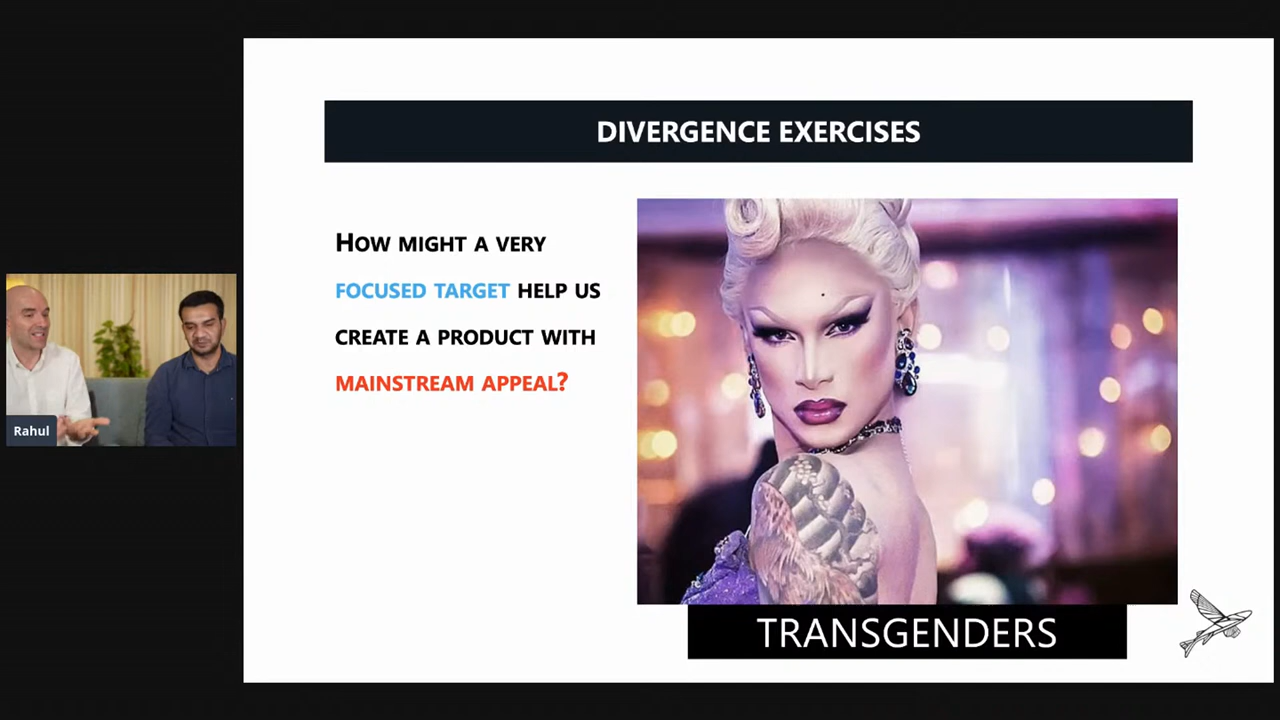 DIVERGENCE EXERCISES
HOW MIGHT A VERY
FOCUSED TARGET HELP US
CREATE A PRODUCT WITH
MAINSTREAM APPEAL?
Rahul
TRANSGENDERS